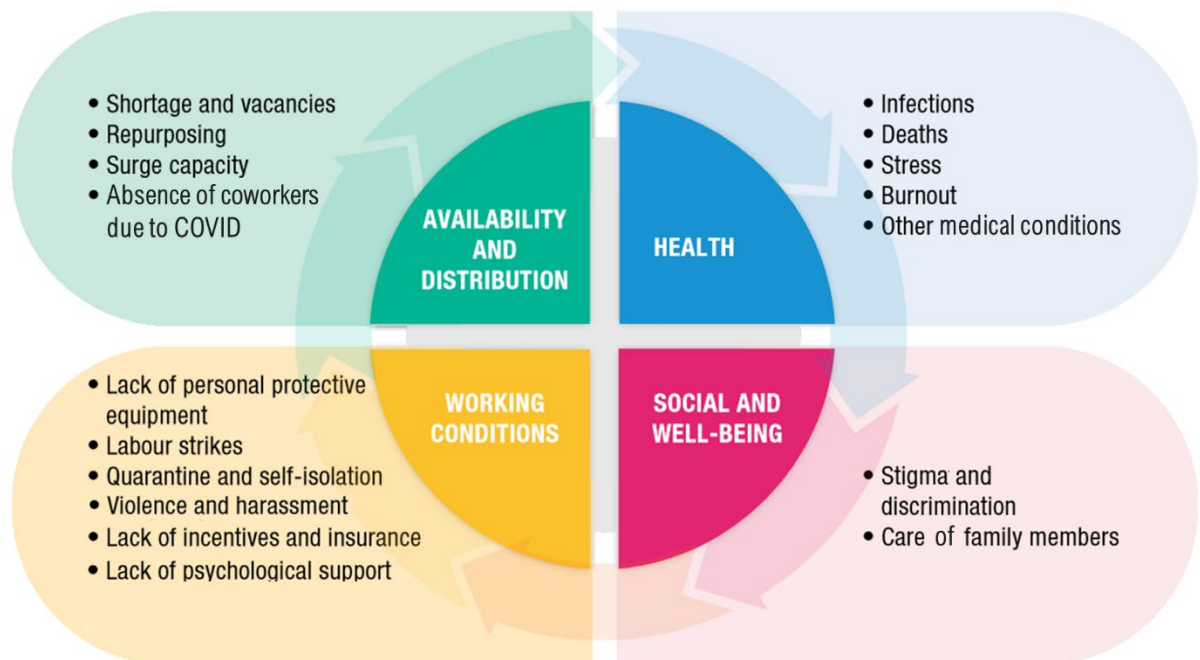 • Shortage and vacancies
• Repurposing
• Surge capacity
• Absence of coworkers
due to COVID
AVAILABILITY
AND
DISTRIBUTION
HEALTH
• Infections
• Deaths
• Stress
• Burnout
• Other medical conditions
• Lack of personal protective
equipment
• Labour strikes
• Quarantine and self-isolation
• Violence and harassment
• Lack of incentives and insurance
• Lack of psychological support
WORKING
CONDITIONS
SOCIAL AND
WELL-BEING
• Stigma and
discrimination
• Care of family members